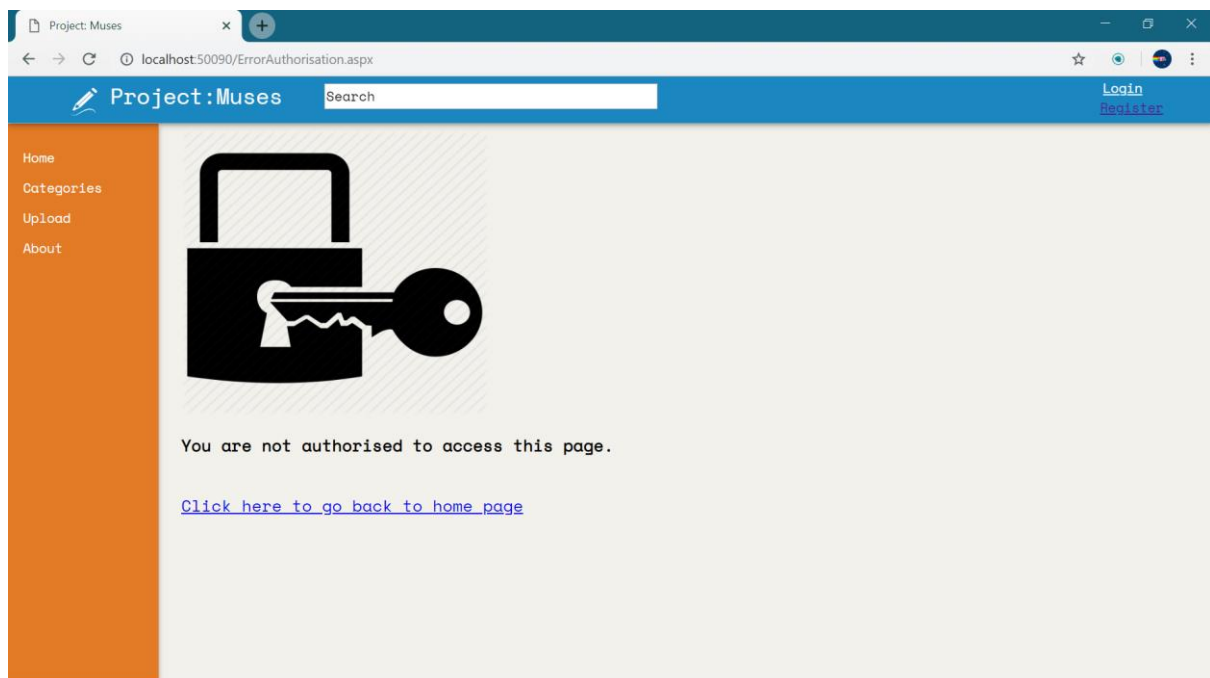 Project: Muses
localhost:50090/ErrorAuthorisation.aspx
Project:Muses
Search
Login
Register
Home
Categories
Upload
About
You are not authorised to access this page.
Click here to go back to home page